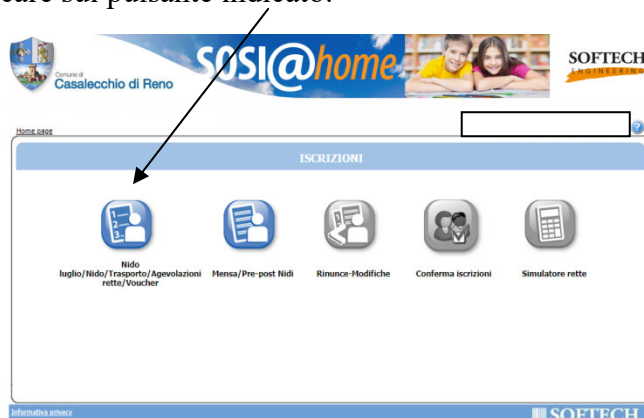 care sul pulsante indicato:
Comune di
Casalecchio di Reno
SOSI@home
SOFTECH
ENGINEERING
Home page
ISCRIZIONI
Nido
luglio/Nido/Trasporto/Agevolazioni
rette/Voucher
Mensa/Pre-post Nidi
Rinunce-Modifiche
Conferma iscrizioni
Simulatore rette
Informativa privacy
SOFTECH